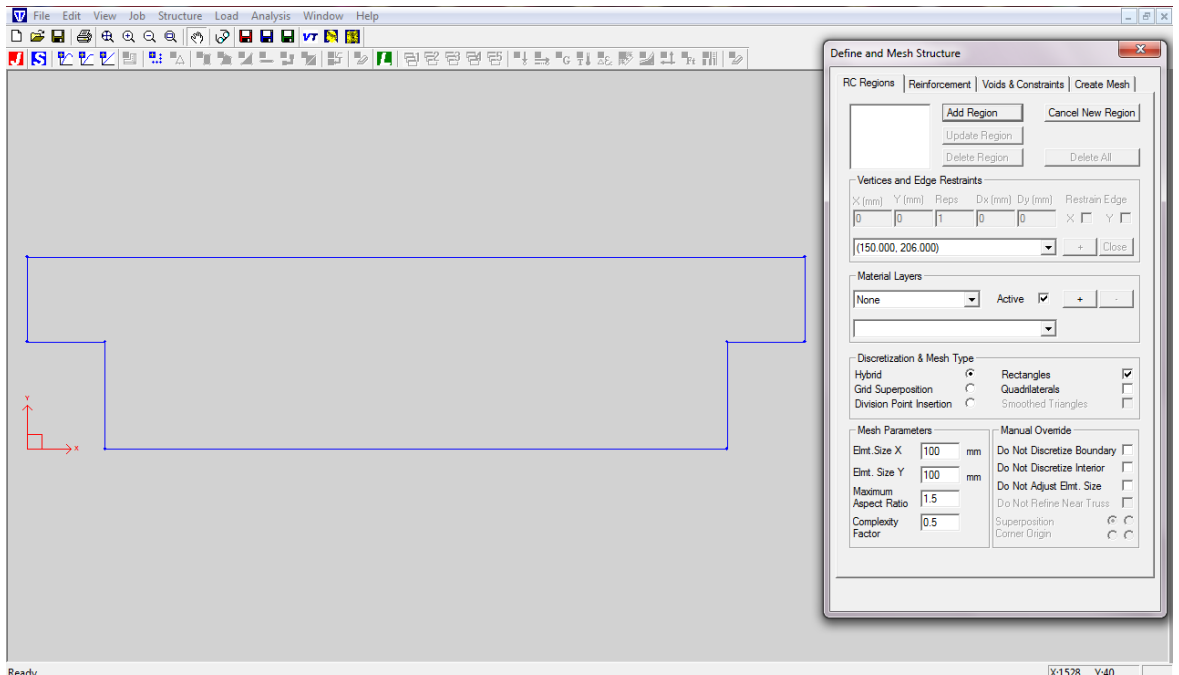 File Edit View Job Structure Load Analysis Window Help
VT
Define and Mesh Structure
RC Regions Reinforcement Voids & Constraints Create Mesh
Add Region Cancel New Region
Update Region
Delete Region Delete All
Vertices and Edge Restraints
X (mm) Y (mm) Reps Dx (mm) Dy (mm) Restrain Edge
0 0 1 0 0 X Y
(150.000, 206.000) + Close
Material Layers
None Active + -
Discretization & Mesh Type
Hybrid Rectangles
Grid Superposition Quadrilaterals
Division Point Insertion Smoothed Triangles
Mesh Parameters Manual Override
Elmt.Size X 100 mm Do Not Discretize Boundary
Elmt. Size Y 100 mm Do Not Discretize Interior
Maximum Aspect Ratio 1.5 Do Not Adjust Elmt. Size
Do Not Refine Near Truss
Complexity Factor 0.5 Superposition Corner Origin
Y
X
Ready X:1528 Y:40